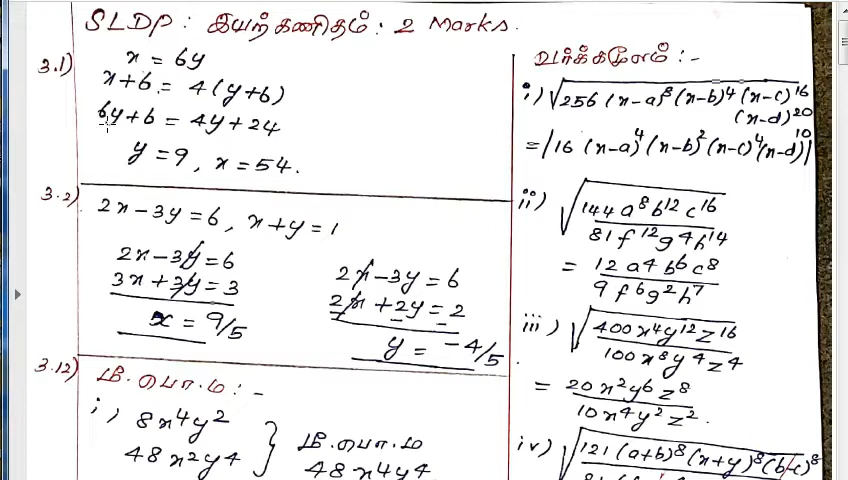 SLDP : இயற்கணிதம் : 2 Marks.
3.1) x = 6y
x+6 = 4(y+6)
6y+6 = 4y+24
y = 9, x = 54.
3.2) 2x-3y=6, x+y=1
2x-3y=6
3x+3y=3
x = 9/5
2x-3y=6
2x+2y=2
y = -4/5
3.12) மீ.பொ.ம :-
i) 8x⁴y²
48x²y⁴
} மீ.பொ.ம
48x⁴y⁴
வர்க்கமூலம் :-
i) √256 (x-a)⁸ (x-b)⁴ (x-c)¹⁶
(x-d)²⁰
= |16 (x-a)⁴ (x-b)² (x-c)⁴ (x-d)¹⁰|
ii) √144a⁸b¹²c¹⁶
81f¹²g⁴h¹⁴
= 12a⁴b⁶c⁸
9f⁶g²h⁷
iii) √400x⁴y¹²z¹⁶
100x⁸y⁴z⁴
= 20x²y⁶z⁸
10x⁴y²z².
iv) √121(a+b)⁸(x+y)⁸(b-c)⁸